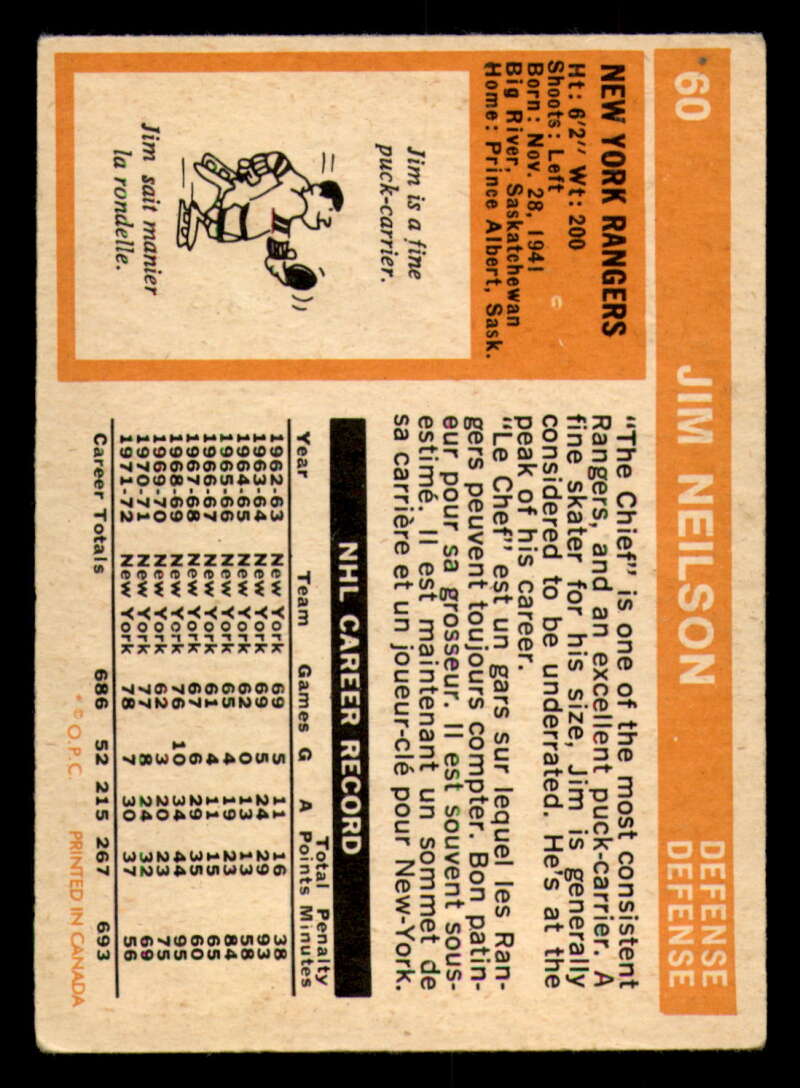 60 JIM NEILSON DEFENSE
DEFENSE
NEW YORK RANGERS
Ht: 6'2" Wt: 200
Shoots: Left
Born: Nov. 28, 1941
Big River, Saskatchewan
Home: Prince Albert, Sask.
Jim is a fine
puck-carrier.
Jim sait manier
la rondelle.
"The Chief" is one of the most consistent
Rangers, and an excellent puck-carrier. A
fine skater for his size, Jim is generally
considered to be underrated. He's at the
peak of his career.
"Le Chef" est un gars sur lequel les Ran-
gers peuvent toujours compter. Bon patin-
eur pour sa grosseur. Il est souvent sous-
estimé. Il est maintenant un sommet de
sa carrière et un joueur-clé pour New-York.
NHL CAREER RECORD
Total Penalty
Year Team Games G A Points Minutes
1962-63 New York 69 5 11 16 38
1963-64 New York 69 5 24 29 93
1964-65 New York 62 0 13 13 58
1965-66 New York 65 4 19 23 84
1966-67 New York 61 4 11 15 65
1967-68 New York 67 6 29 35 60
1968-69 New York 76 10 34 44 95
1969-70 New York 62 3 20 23 75
1970-71 New York 77 8 24 32 69
1971-72 New York 78 7 30 37 56
Career Totals 686 52 215 267 693
* © O.P.C. PRINTED IN CANADA